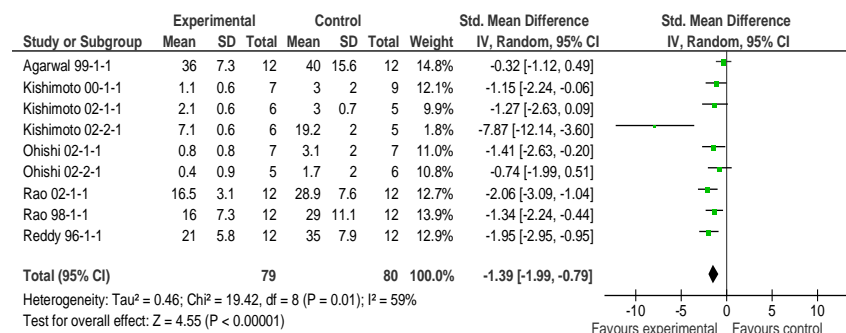 Experimental Control Std. Mean Difference Std. Mean Difference
Study or Subgroup Mean SD Total Mean SD Total Weight IV, Random, 95% CI IV, Random, 95% CI
Agarwal 99-1-1 36 7.3 12 40 15.6 12 14.8% -0.32 [-1.12, 0.49]
Kishimoto 00-1-1 1.1 0.6 7 3 2 9 12.1% -1.15 [-2.24, -0.06]
Kishimoto 02-1-1 2.1 0.6 6 3 0.7 5 9.9% -1.27 [-2.63, 0.09]
Kishimoto 02-2-1 7.1 0.6 6 19.2 2 5 1.8% -7.87 [-12.14, -3.60]
Ohishi 02-1-1 0.8 0.8 7 3.1 2 7 11.0% -1.41 [-2.63, -0.20]
Ohishi 02-2-1 0.4 0.9 5 1.7 2 6 10.8% -0.74 [-1.99, 0.51]
Rao 02-1-1 16.5 3.1 12 28.9 7.6 12 12.7% -2.06 [-3.09, -1.04]
Rao 98-1-1 16 7.3 12 29 11.1 12 13.9% -1.34 [-2.24, -0.44]
Reddy 96-1-1 21 5.8 12 35 7.9 12 12.9% -1.95 [-2.95, -0.95]
Total (95% CI) 79 80 100.0% -1.39 [-1.99, -0.79]
Heterogeneity: Tau² = 0.46; Chi² = 19.42, df = 8 (P = 0.01); I² = 59%
Test for overall effect: Z = 4.55 (P < 0.00001)
-10 -5 0 5 10
Favours experimental Favours control